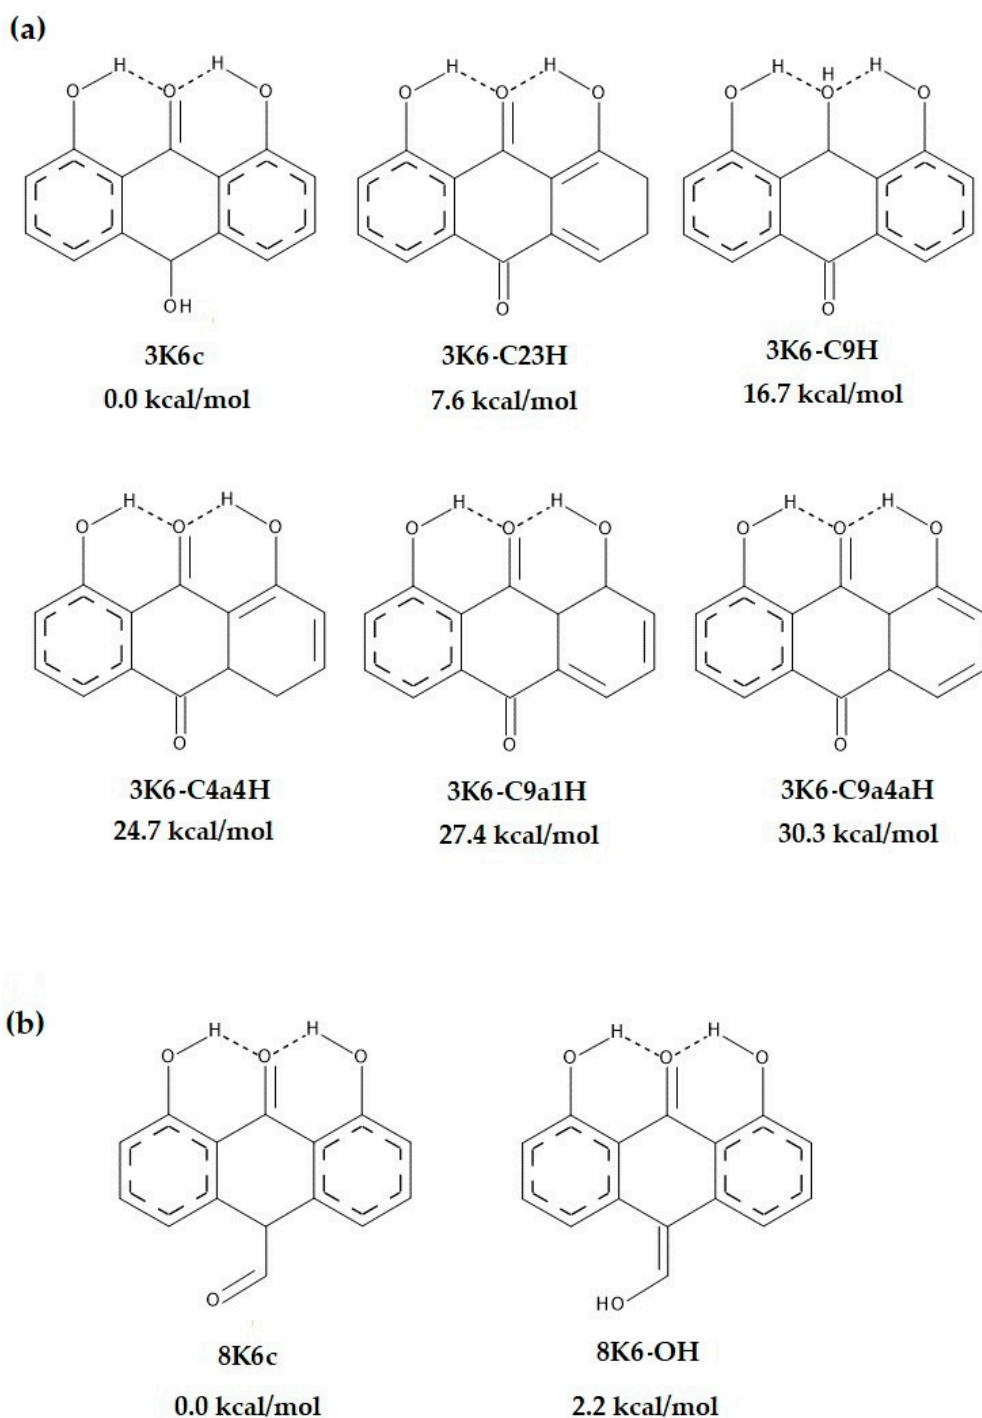 (a)
H H
O O O
OH
3K6c
0.0 kcal/mol
H H
O O O
O
3K6-C23H
7.6 kcal/mol
H H H
O O O
O
3K6-C9H
16.7 kcal/mol
H H
O O O
O
3K6-C4a4H
24.7 kcal/mol
H H
O O O
O
3K6-C9a1H
27.4 kcal/mol
H H
O O O
O
3K6-C9a4aH
30.3 kcal/mol
(b)
H H
O O O
O
8K6c
0.0 kcal/mol
H H
O O O
HO
8K6-OH
2.2 kcal/mol